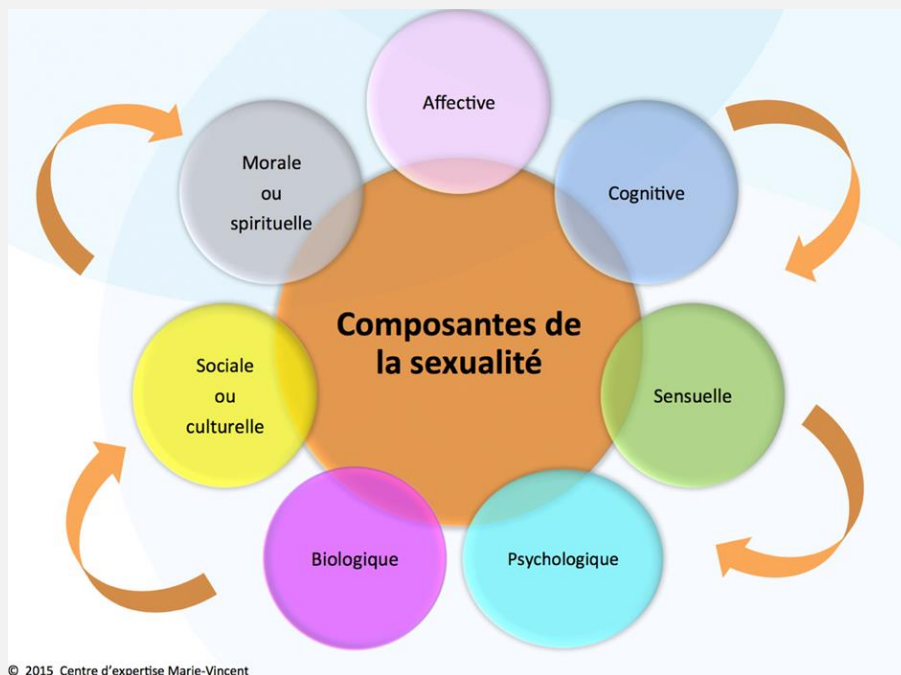 Affective
Morale
ou
spirituelle
Cognitive
Composantes de
la sexualité
Sociale
ou
culturelle
Sensuelle
Biologique
Psychologique
© 2015 Centre d'expertise Marie-Vincent